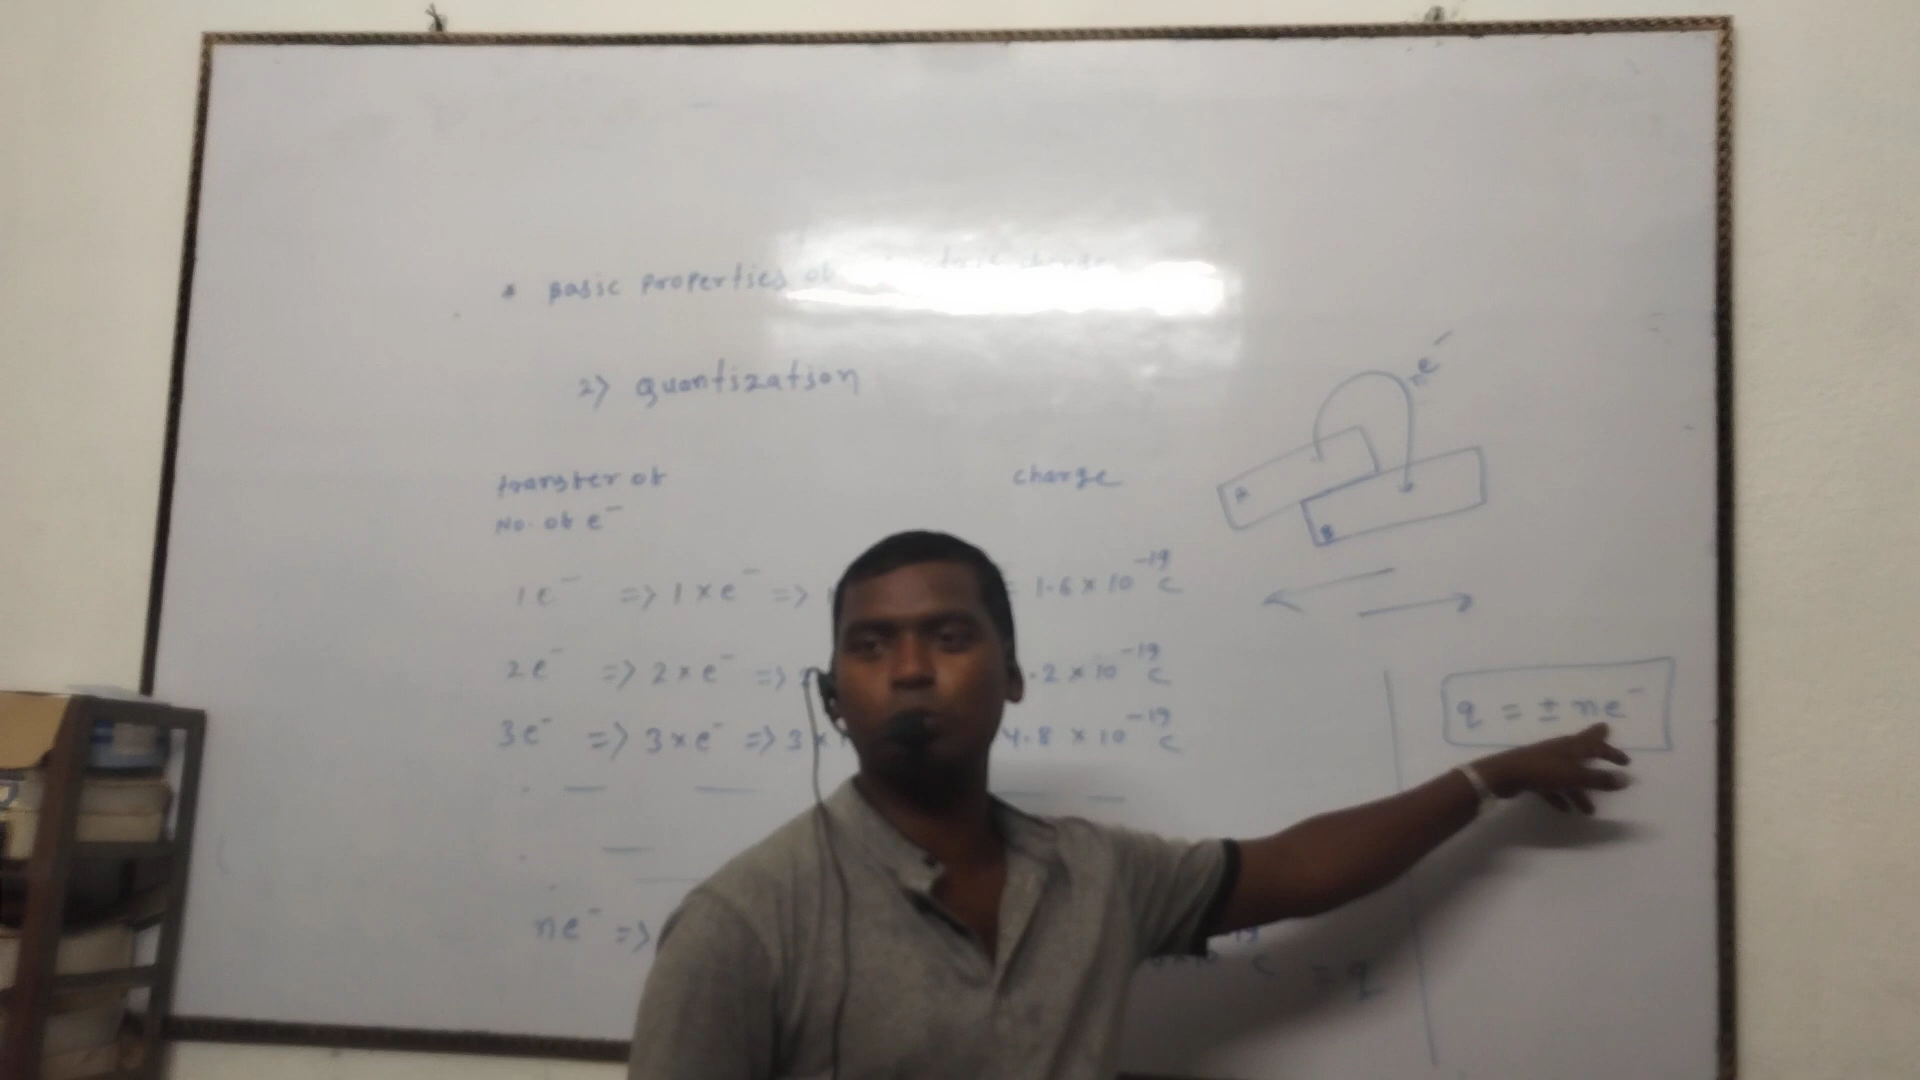 * Basic properties of charge
2) quantization
transfer of charge
No. of e⁻
ne⁻
A
B
1e⁻ => 1 × e⁻ => = 1.6 × 10⁻¹⁹ C
2e⁻ => 2 × e⁻ => .2 × 10⁻¹⁹ C
3e⁻ => 3 × e⁻ => 3 × 4.8 × 10⁻¹⁹ C
q = ± ne⁻
ne⁻ => C = q